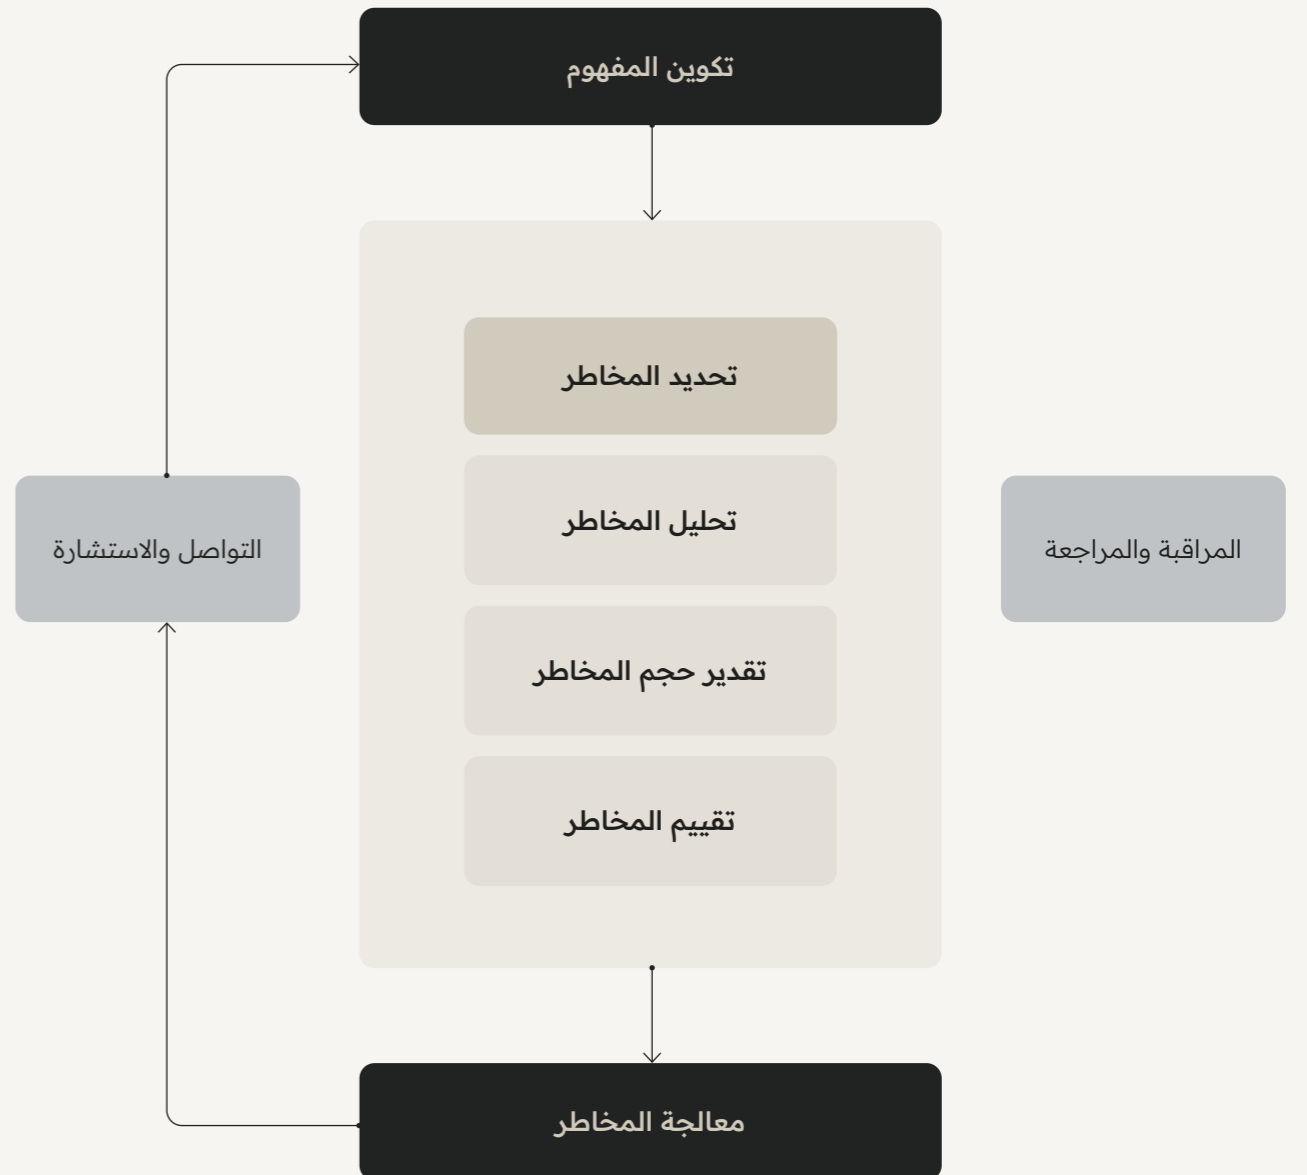 تكوين المفهوم
تحديد المخاطر
تحليل المخاطر
المراقبة والمراجعة
التواصل والاستشارة
تقدير حجم المخاطر
تقييم المخاطر
معالجة المخاطر